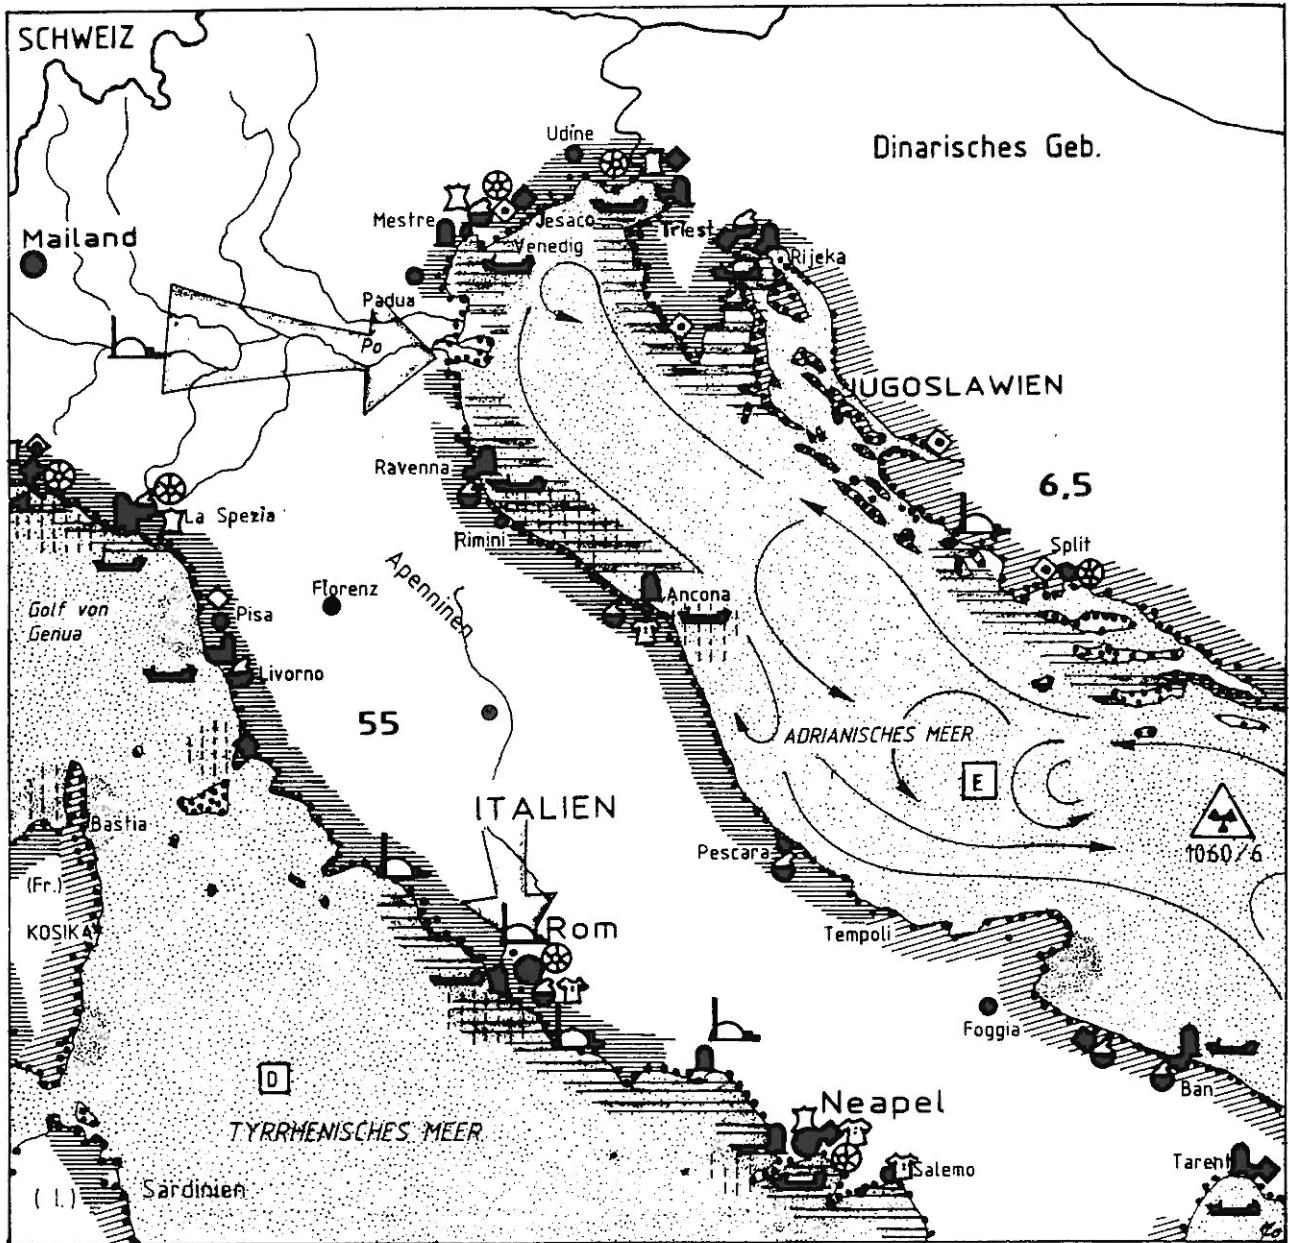 SCHWEIZ
Udine
Dinarisches Geb.
Mestre
Jesaco
Triest
Mailand
Venedig
Rijeka
Padua
Po
JUGOSLAWIEN
Ravenna
6,5
La Spezia
Rimini
Split
Golf von
Genua
Florenz
Apenninen
Ancona
Pisa
Livorno
55
ADRIANISCHES MEER
E
ITALIEN
Bastia
Pescara
1060/6
(Fr.)
KOSIKA
Rom
Tempoli
Foggia
D
Ban.
Neapel
TYRRHENISCHES MEER
Salemo
Tarent
Sardinien
( I.)